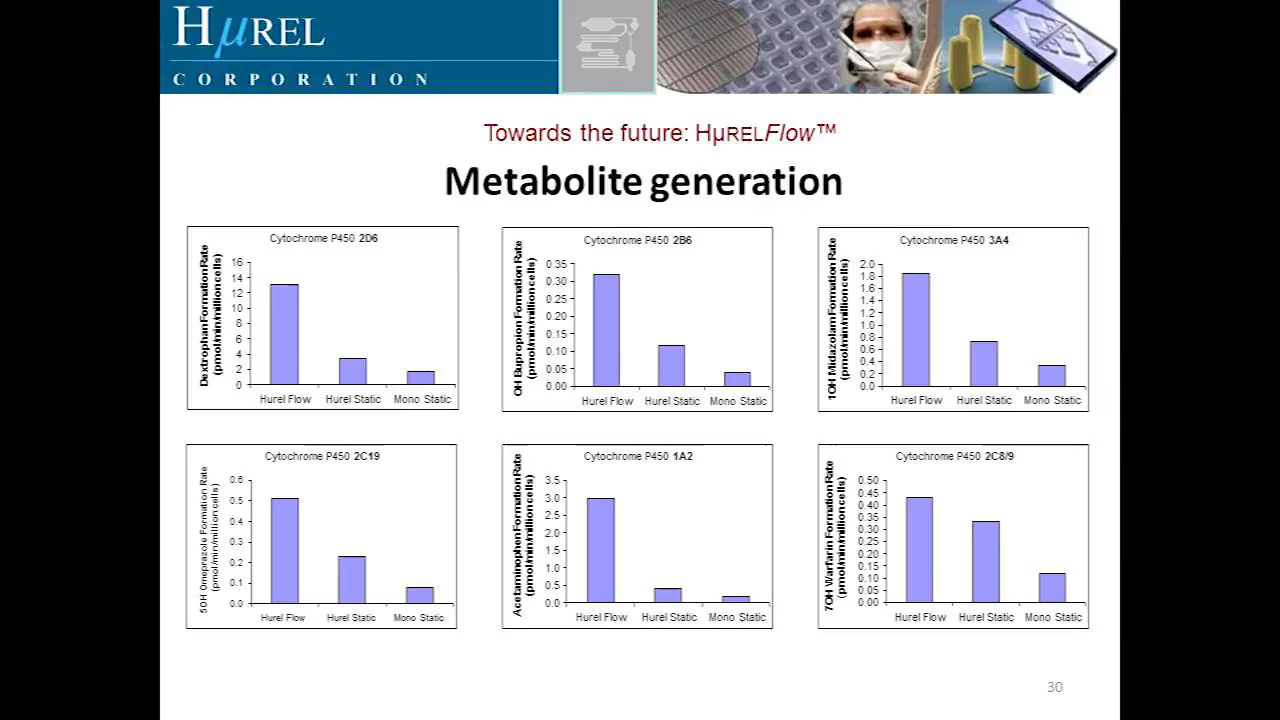 HμREL
CORPORATION
Towards the future: HμRELFlow™
Metabolite generation
Cytochrome P450 2D6
Dextrophan Formation Rate
(pmol/min/million cells)
16
14
12
10
8
6
4
2
0
Hurel Flow Hurel Static Mono Static
Cytochrome P450 2B6
OH Bupropion Formation Rate
(pmol/min/million cells)
0.35
0.30
0.25
0.20
0.15
0.10
0.05
0.00
Hurel Flow Hurel Static Mono Static
Cytochrome P450 3A4
1OH Midazolam Formation Rate
(pmol/min/million cells)
2.0
1.8
1.6
1.4
1.2
1.0
0.8
0.6
0.4
0.2
0.0
Hurel Flow Hurel Static Mono Static
Cytochrome P450 2C19
5OH Omeprazole Formation Rate
(pmol/min/million cells)
0.6
0.5
0.4
0.3
0.2
0.1
0.0
Hurel Flow Hurel Static Mono Static
Cytochrome P450 1A2
Acetaminophen Formation Rate
(pmol/min/million cells)
3.5
3.0
2.5
2.0
1.5
1.0
0.5
0.0
Hurel Flow Hurel Static Mono Static
Cytochrome P450 2C8/9
7OH Warfarin Formation Rate
(pmol/min/million cells)
0.50
0.45
0.40
0.35
0.30
0.25
0.20
0.15
0.10
0.05
0.00
Hurel Flow Hurel Static Mono Static
30